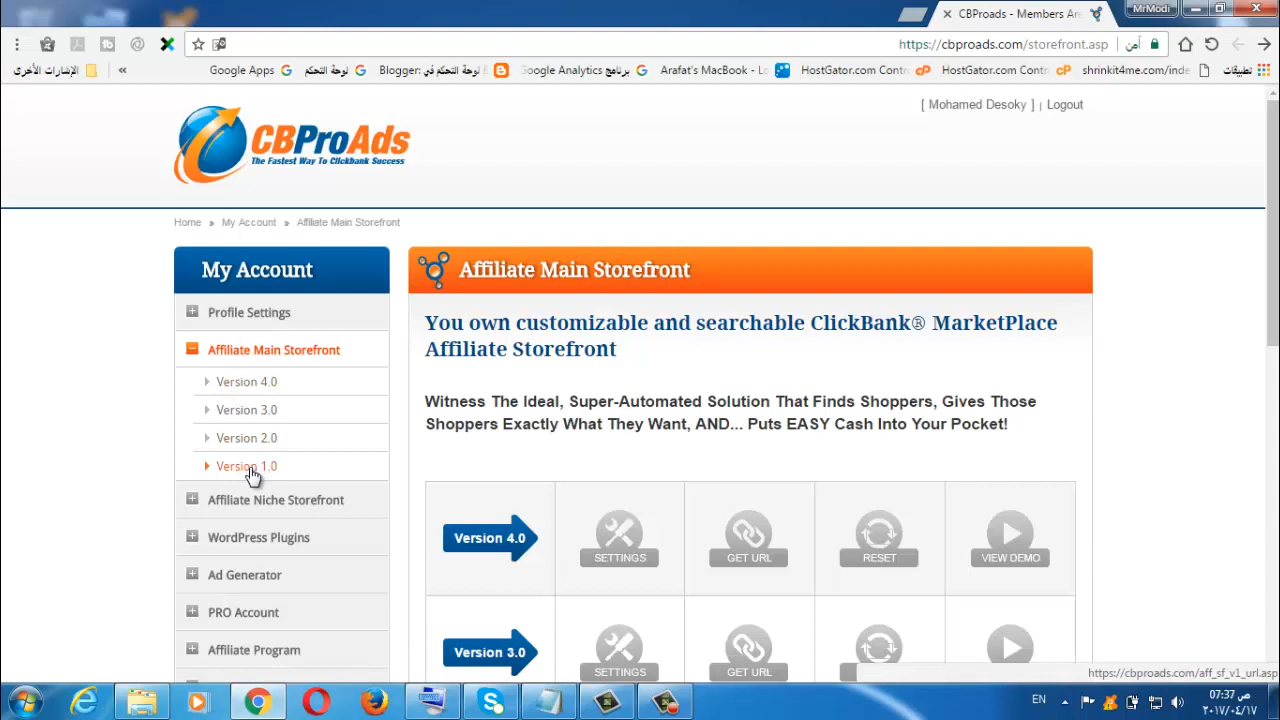 CBProads - Members Are
MrModi
https://cbproads.com/storefront.asp
آمن
الإشارات الأخرى
«
Google Apps
لوحة التحكم
Blogger: لوحة التحكم في
برنامج Google Analytics
Arafat's MacBook - Lo
HostGator.com Contr
HostGator.com Contr
shrinkit4me.com/inde
تطبيقات
[ Mohamed Desoky ] | Logout
CBProAds
The Fastest Way To Clickbank Success
Home » My Account » Affiliate Main Storefront
My Account
Profile Settings
Affiliate Main Storefront
Version 4.0
Version 3.0
Version 2.0
Version 1.0
Affiliate Niche Storefront
WordPress Plugins
Ad Generator
PRO Account
Affiliate Program
Affiliate Main Storefront
You own customizable and searchable ClickBank® MarketPlace
Affiliate Storefront
Witness The Ideal, Super-Automated Solution That Finds Shoppers, Gives Those
Shoppers Exactly What They Want, AND... Puts EASY Cash Into Your Pocket!
Version 4.0
SETTINGS
GET URL
RESET
VIEW DEMO
Version 3.0
SETTINGS
GET URL
https://cbproads.com/aff_sf_v1_url.asp
EN
07:37 ص
٢٠١٧/٠٤/١٧